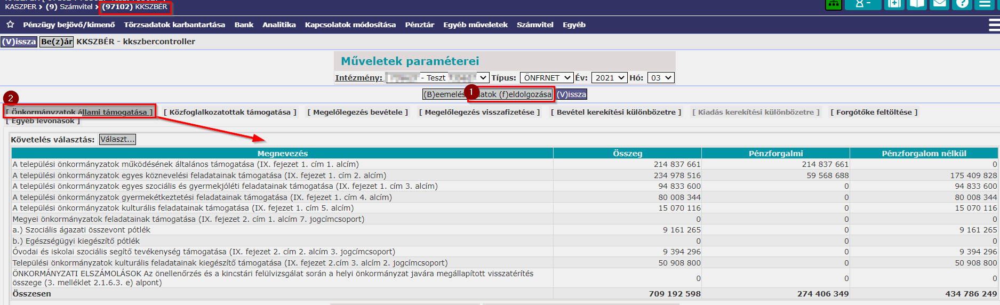 KASZPER > (9) Számvitel > (97102) KKSZBÉR
Pénzügy bejövő/kimenő Törzsadatok karbantartása Bank Analitika Kapcsolatok módosítása Pénztár Egyéb műveletek Számvitel Egyéb
(V)issza Be(z)ár KKSZBÉR - kkszbercontroller
Műveletek paraméterei
Intézmény: - Teszt Típus: ÖNFRNET Év: 2021 Hó: 03
(B)eemelés 1 (f)eldolgozása (V)issza
2
[ Önkormányzatok állami támogatása ] [ Közfoglalkozatottak támogatása ] [ Megelőlegezés bevétele ] [ Megelőlegezés visszafizetése ] [ Bevétel kerekítési különbözetre ] [ Kiadás kerekítési különbözetre ] [ Forgótőke feltöltése ]
[ Egyéb levonások ]
Követelés választás: Választ...
Megnevezés Összeg Pénzforgalmi Pénzforgalom nélkül
A települési önkormányzatok működésének általános támogatása (IX. fejezet 1. cím 1. alcím) 214 837 661 214 837 661 0
A települési önkormányzatok egyes köznevelési feladatainak támogatása (IX. fejezet 1. cím 2. alcím) 234 978 516 59 568 688 175 409 828
A települési önkormányzatok egyes szociális és gyermekjóléti feladatainak támogatása (IX. fejezet 1. cím 3. alcím) 94 833 600 0 94 833 600
A települési önkormányzatok gyermekétkeztetési feladatainak támogatása (IX. fejezet 1. cím 4. alcím) 80 008 344 0 80 008 344
A települési önkormányzatok kulturális feladatainak támogatása (IX. fejezet 1. cím 5. alcím) 15 070 116 0 15 070 116
Megyei önkormányzatok feladatainak támogatása (IX. fejezet 2. cím 1. alcím 7. jogcímcsoport) 0 0 0
a.) Szociális ágazati összevont pótlék 9 161 265 0 9 161 265
b.) Egészségügyi kiegészítő pótlék 0 0 0
Óvodai és iskolai szociális segítő tevékenység támogatása (IX. fejezet 2. cím 2. alcím 3. jogcímcsoport) 9 394 296 0 9 394 296
Települési önkormányzatok kulturális feladatainak kiegészítő támogatása (IX. fejezet 2.cím 3. alcím 2. jogcímcsoport) 50 908 800 0 50 908 800
ÖNKORMÁNYZATI ELSZÁMOLÁSOK Az önellenőrzés és a kincstári felülvizsgálat során a helyi önkormányzat javára megállapított visszatérítés
összege (3. melléklet 2.1.6.3. e) alpont) 0 0 0
Összesen 709 192 598 274 406 349 434 786 249